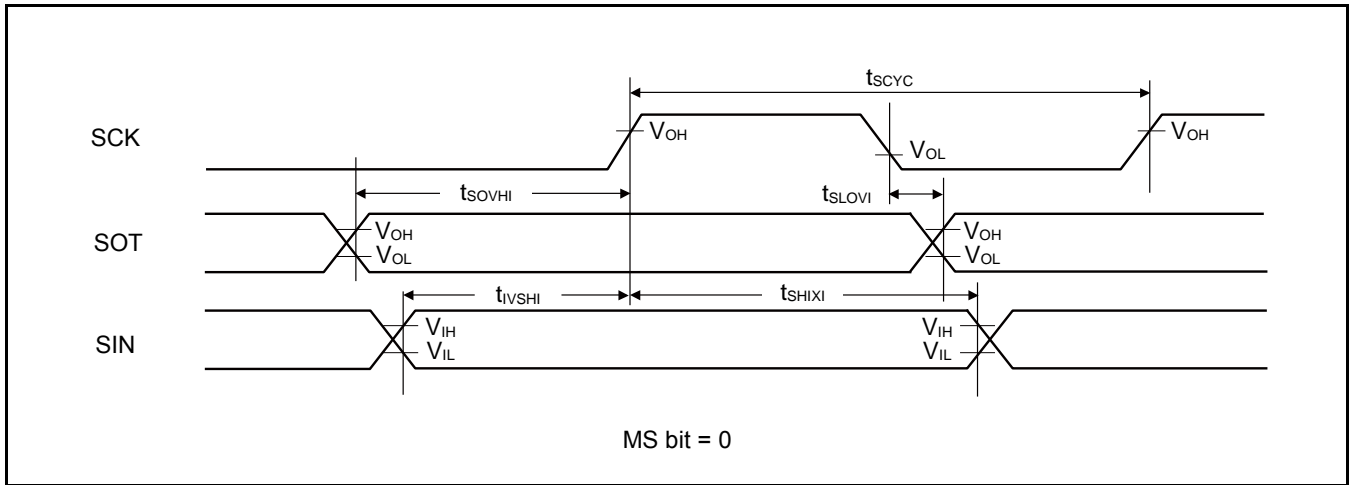 tSCYC
SCK
VOH
VOL
VOH
tSOVHI
tSLOVI
SOT
VOH
VOL
VOH
VOL
tIVSHI
tSHIXI
SIN
VIH
VIL
VIH
VIL
MS bit = 0